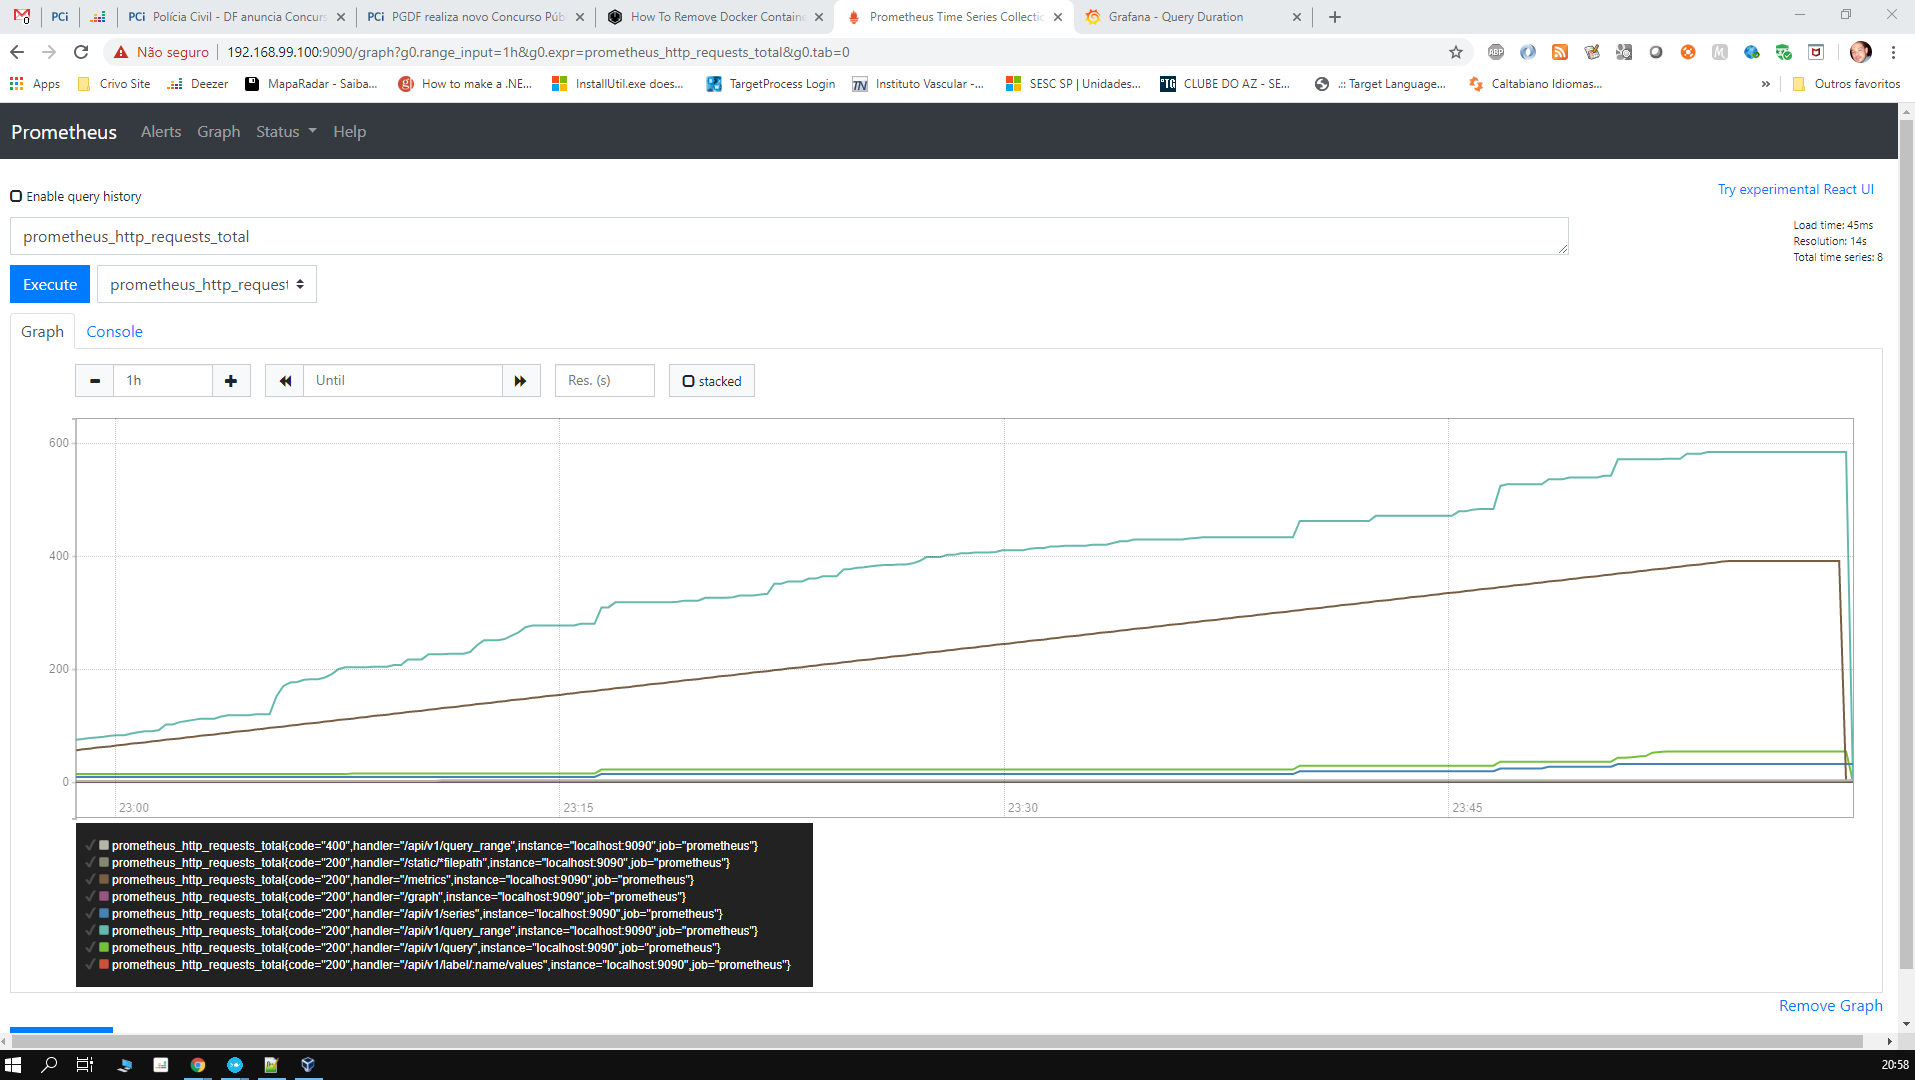 0
PCi
PCi Polícia Civil - DF anuncia Concurs
PCi PGDF realiza novo Concurso Púb
How To Remove Docker Containe
Prometheus Time Series Collectio
Grafana - Query Duration
Não seguro 192.168.99.100:9090/graph?g0.range_input=1h&g0.expr=prometheus_http_requests_total&g0.tab=0
ABP
M
Apps
Crivo Site
Deezer
MapaRadar - Saiba...
How to make a .NE...
InstallUtil.exe does...
TargetProcess Login
Instituto Vascular -...
SESC SP | Unidades...
CLUBE DO AZ - SE...
.:: Target Language...
Caltabiano Idiomas...
»
Outros favoritos
Prometheus Alerts Graph Status Help
Enable query history
Try experimental React UI
prometheus_http_requests_total
Load time: 45ms
Resolution: 14s
Total time series: 8
Execute prometheus_http_request
Graph Console
1h Until Res. (s) stacked
600
400
200
0
23:00 23:15 23:30 23:45
prometheus_http_requests_total{code="400",handler="/api/v1/query_range",instance="localhost:9090",job="prometheus"}
prometheus_http_requests_total{code="200",handler="/static/*filepath",instance="localhost:9090",job="prometheus"}
prometheus_http_requests_total{code="200",handler="/metrics",instance="localhost:9090",job="prometheus"}
prometheus_http_requests_total{code="200",handler="/graph",instance="localhost:9090",job="prometheus"}
prometheus_http_requests_total{code="200",handler="/api/v1/series",instance="localhost:9090",job="prometheus"}
prometheus_http_requests_total{code="200",handler="/api/v1/query_range",instance="localhost:9090",job="prometheus"}
prometheus_http_requests_total{code="200",handler="/api/v1/query",instance="localhost:9090",job="prometheus"}
prometheus_http_requests_total{code="200",handler="/api/v1/label/:name/values",instance="localhost:9090",job="prometheus"}
Remove Graph
20:58